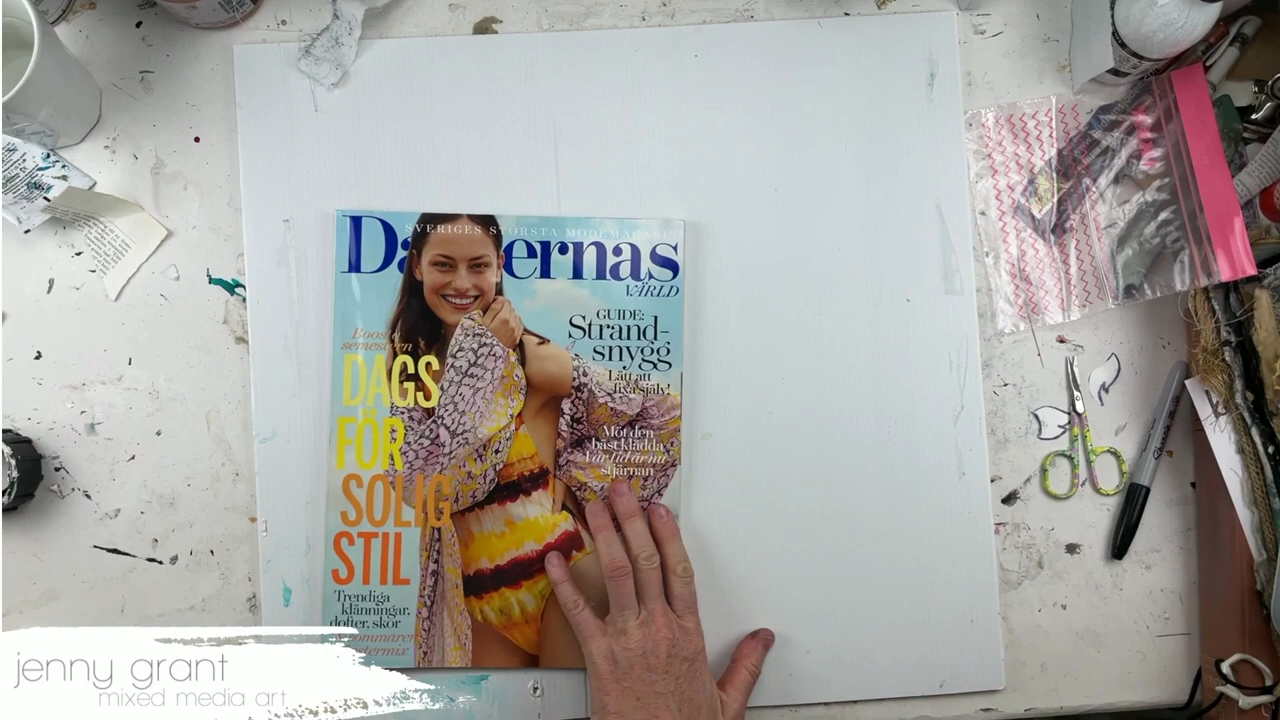 SVERIGES STÖRSTA MODEMAGASIN
Damernas
VÄRLD
GUIDE:
Strand-
snygg
Lätt att
fixa själv!
Boosta
semestern
DAGS
FÖR
SOLIG
STIL
Möt den
bäst klädda
stjärnan
Trendiga
klänningar,
dofter, skor
jenny grant
mixed media art